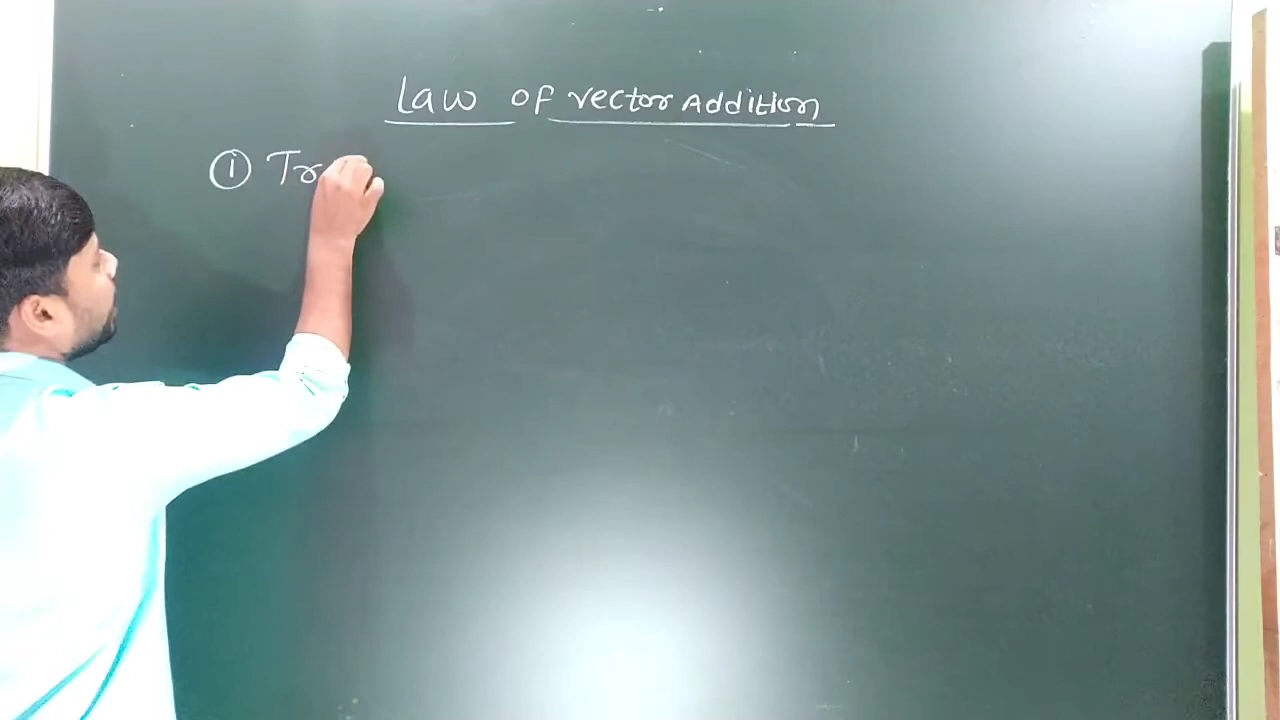 Law of vector Addition
① Tr